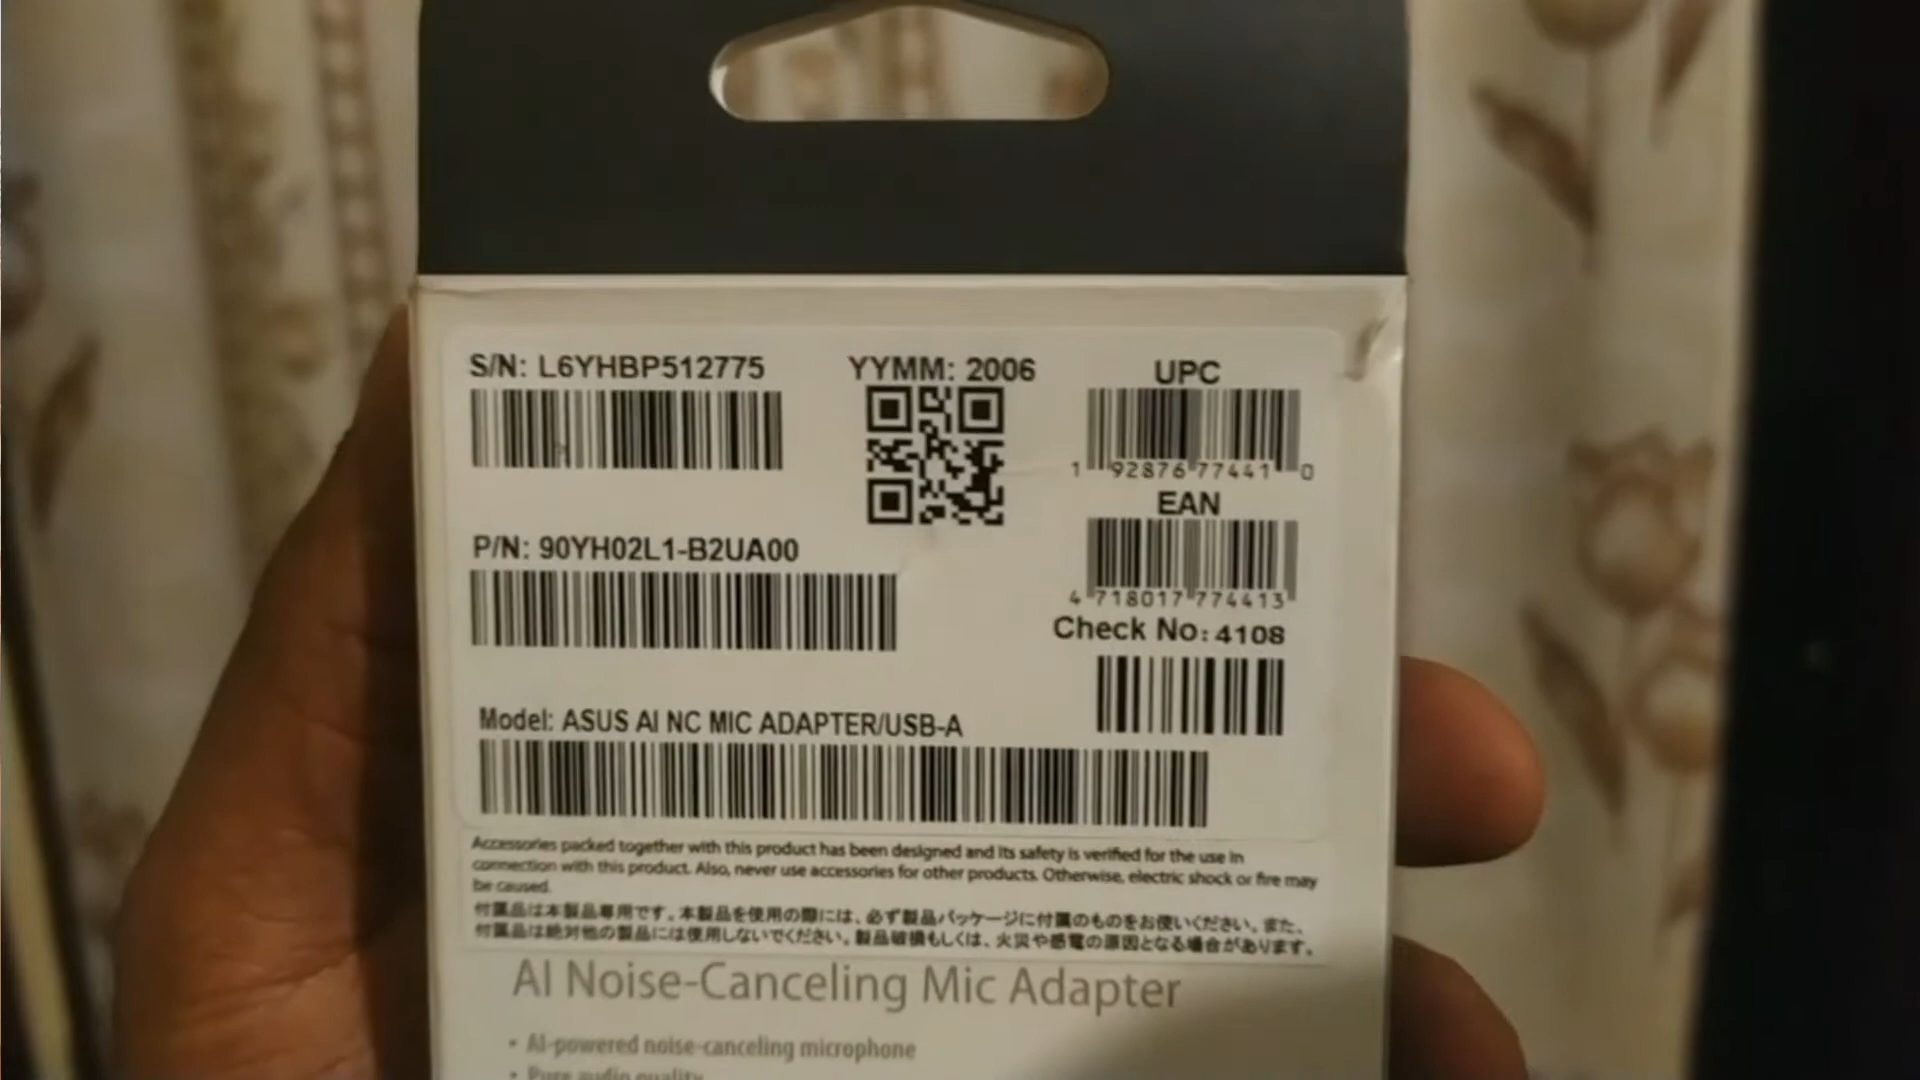 S/N: L6YHBP512775
YYMM: 2006
UPC
1 92876 77441 0
EAN
4 718017 774413
P/N: 90YH02L1-B2UA00
Check No: 4108
Model: ASUS AI NC MIC ADAPTER/USB-A
Accessories packed together with this product has been designed and its safety is verified for the use in
connection with this product. Also, never use accessories for other products. Otherwise, electric shock or fire may
be caused.
付属品は本製品専用です。本製品を使用の際には、必ず製品パッケージに付属のものをお使いください。また、
付属品は絶対他の製品には使用しないでください。製品破損もしくは、火災や感電の原因となる場合があります。
AI Noise-Canceling Mic Adapter
• AI-powered noise-canceling microphone
• Pure audio quality